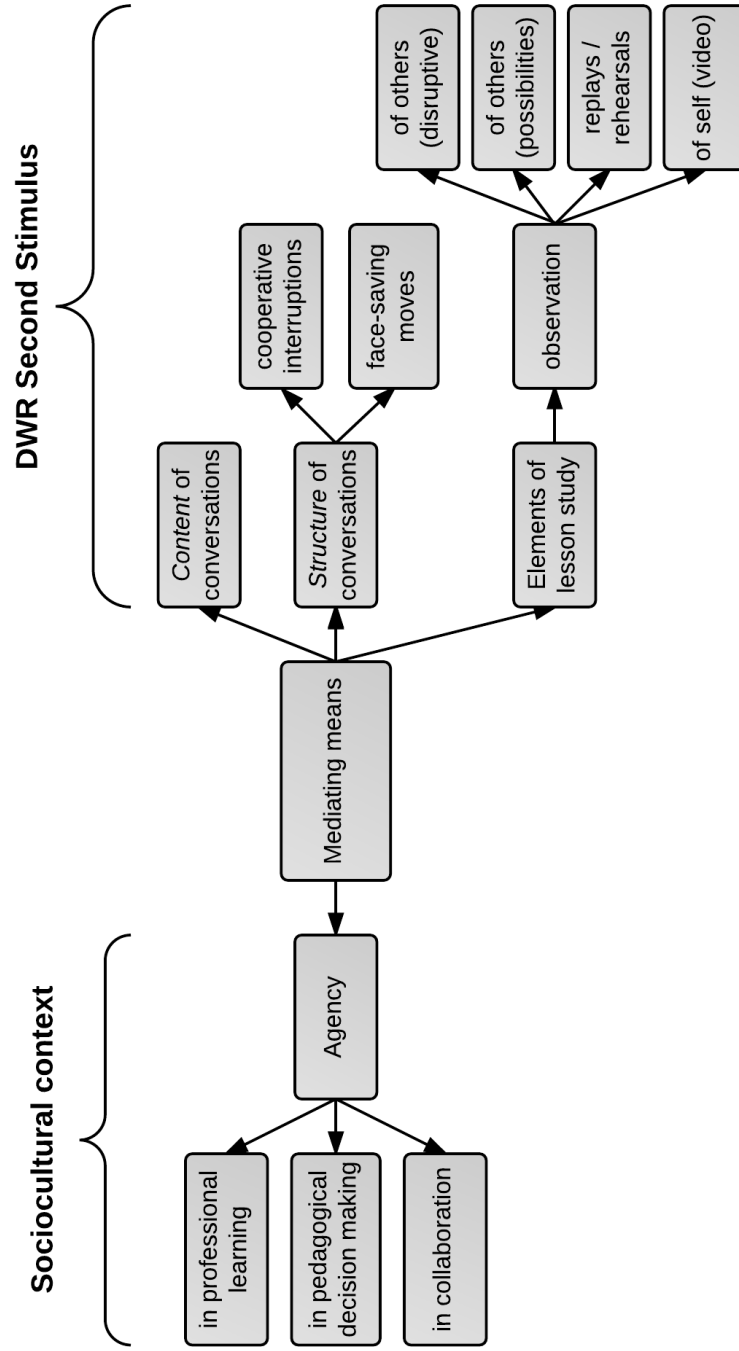 Sociocultural context
DWR Second Stimulus
in professional
learning
in pedagogical
decision making
in collaboration
Agency
Mediating means
Content of
conversations
Structure of
conversations
Elements of
lesson study
cooperative
interruptions
face-saving
moves
observation
of others
(disruptive)
of others
(possibilities)
replays /
rehearsals
of self (video)